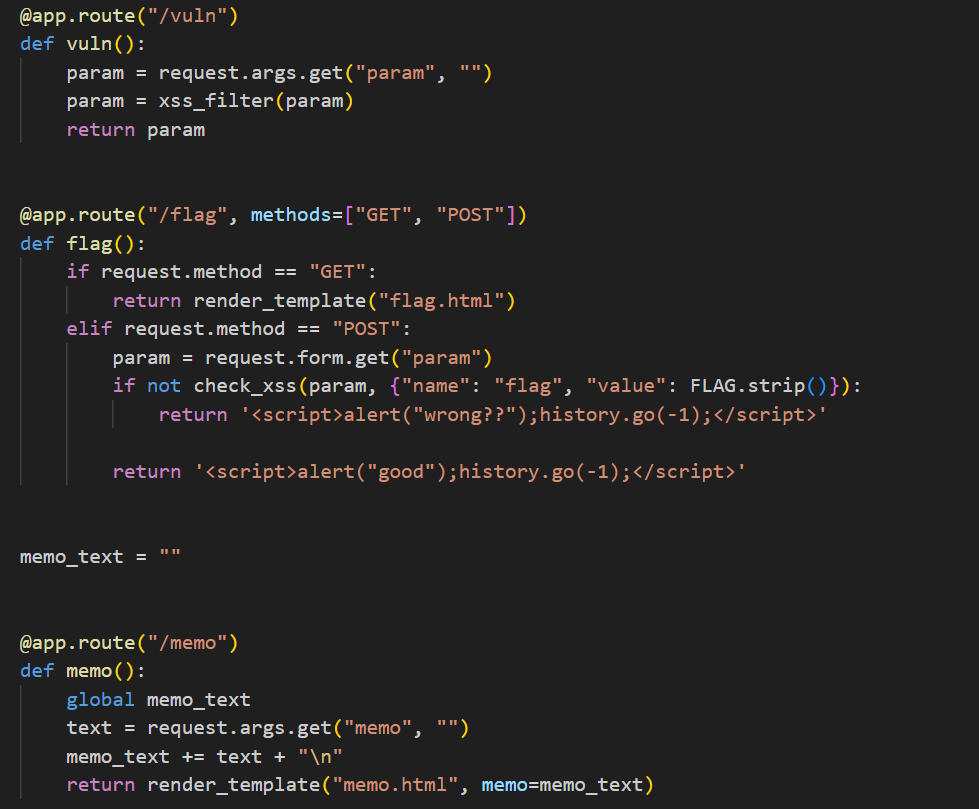 @app.route("/vuln")
def vuln():
    param = request.args.get("param", "")
    param = xss_filter(param)
    return param
@app.route("/flag", methods=["GET", "POST"])
def flag():
    if request.method == "GET":
        return render_template("flag.html")
    elif request.method == "POST":
        param = request.form.get("param")
        if not check_xss(param, {"name": "flag", "value": FLAG.strip()}):
            return '<script>alert("wrong??");history.go(-1);</script>'
        return '<script>alert("good");history.go(-1);</script>'
memo_text = ""
@app.route("/memo")
def memo():
    global memo_text
    text = request.args.get("memo", "")
    memo_text += text + "\n"
    return render_template("memo.html", memo=memo_text)